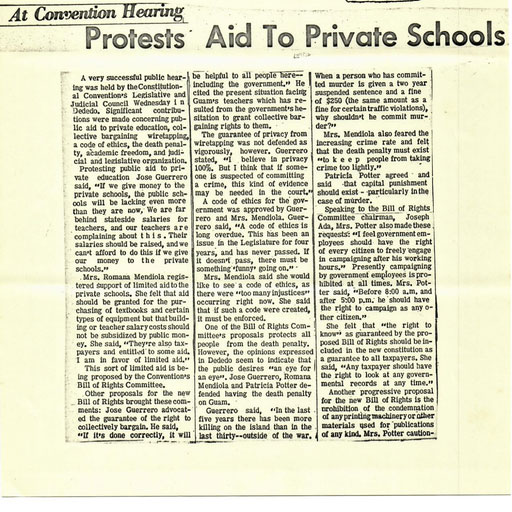 At Convention Hearing
Protests Aid To Private Schools
A very successful public hear-
ing was held by the Constitution-
al Conventions Legislative and
Judicial Council Wednesday in
Dededo. Significant contribu-
tions were made concerning pub-
lic aid to private education, col-
lective bargaining wiretapping,
a code of ethics, the death penal-
ty, academic freedom, and judi-
cial and legislative organization.
Protesting public aid to pri-
vate education Jose Guerrero
said, "If we give money to the
private schools, the public scho-
ols will be lacking even more
than they are now, We are far
behind stateside salaries for
teachers, and our teachers are
complaining about this. Their
salaries should be raised, and we
can't afford to do this if we give
our money to the private
schools."
Mrs. Romana Mendiola regis-
tered support of limited aid to the
private schools. She felt that aid
should be granted for the pur-
chasing of textbooks and certain
types of equipment but that build-
ing or teacher salary costs should
not be subsidized by public mon-
ey. She said, "They're also tax-
payers and entitled to some aid.
I am in favor of limited aid."
This sort of limited aid is be-
ing proposed by the Convention's
Bill of Rights Committee.
Other proposals for the new
Bill of Rights brought these com-
ments: Jose Guerrero advocat-
ed the guarantee of the right to
collectively bargain. He said,
"If it's done correctly, it will
be helpful to all people here--
including the government." He
cited the present situation facing
Guam's teachers which has re-
sulted from the government's he-
sitation to grant collective bar-
gaining rights to them.
The guarantee of privacy from
wiretapping was not defended as
vigorously, however. Guerrero
stated, "I believe in privacy
100%. But I think that if some-
one is suspected of committing
a crime, this kind of evidence
may be needed in the court."
A code of ethics for the gov-
ernment was approved by Guer-
rero and Mrs. Mendiola. Guer-
rero said, "A code of ethics is
long overdue. This has been an
issue in the Legislature for four
years, and has never passed. If
it doesn't pass, there must be
something 'funny' going on."
Mrs. Mendiola said she would
like to see a code of ethics, as
there were "too many injustices"
occurring right now. She said
that if such a code were created,
it must be enforced.
One of the Bill of Rights Com-
mittee's proposals protects all
people from the death penalty.
However, the opinions expressed
in Dededo seem to indicate that
the public desires "an eye for
an eye". Jose Guerrero, Romana
Mendiola and Patricia Potter de-
fended having the death penalty
on Guam.
Guerrero said, "In the last
five years there has been more
killing on the island than in the
last thirty--outside of the war.
When a person who has commit-
ted murder is given a two year
suspended sentence and a fine
of $250 (the same amount as a
fine for certain traffic violations),
why shouldn't he commit mur-
der?"
Mrs. Mendiola also feared the
increasing crime rate and felt
that the death penalty must exist
"to keep people from taking
crime too lightly."
Patricia Potter agreed and
said that capital punishment
should exist - particularly in the
case of murder.
Speaking to the Bill of Rights
Committee chairman, Joseph
Ada, Mrs. Potter also made these
requests: "I feel government em-
ployees should have the right
of every citizen to freely engage
in campaigning after his working
hours." Presently campaigning
by government employees is pro-
hibited at all times. Mrs. Pot-
ter said, "Before 8:00 a.m. and
after 5:00 p.m. he should have
the right to campaign as any o-
ther citizen."
She felt that "the right to
know" as guaranteed by the pro-
posed Bill of Rights should be in-
cluded in the new constitution as
a guarantee to all taxpayers. She
said, "Any taxpayer should have
the right to look at any govern-
mental records at any time."
Another progressive proposal
for the new Bill of Rights is the
prohibition of the condemnation
of any printing machinery or other
materials used for publications
of any kind. Mrs. Potter caution-